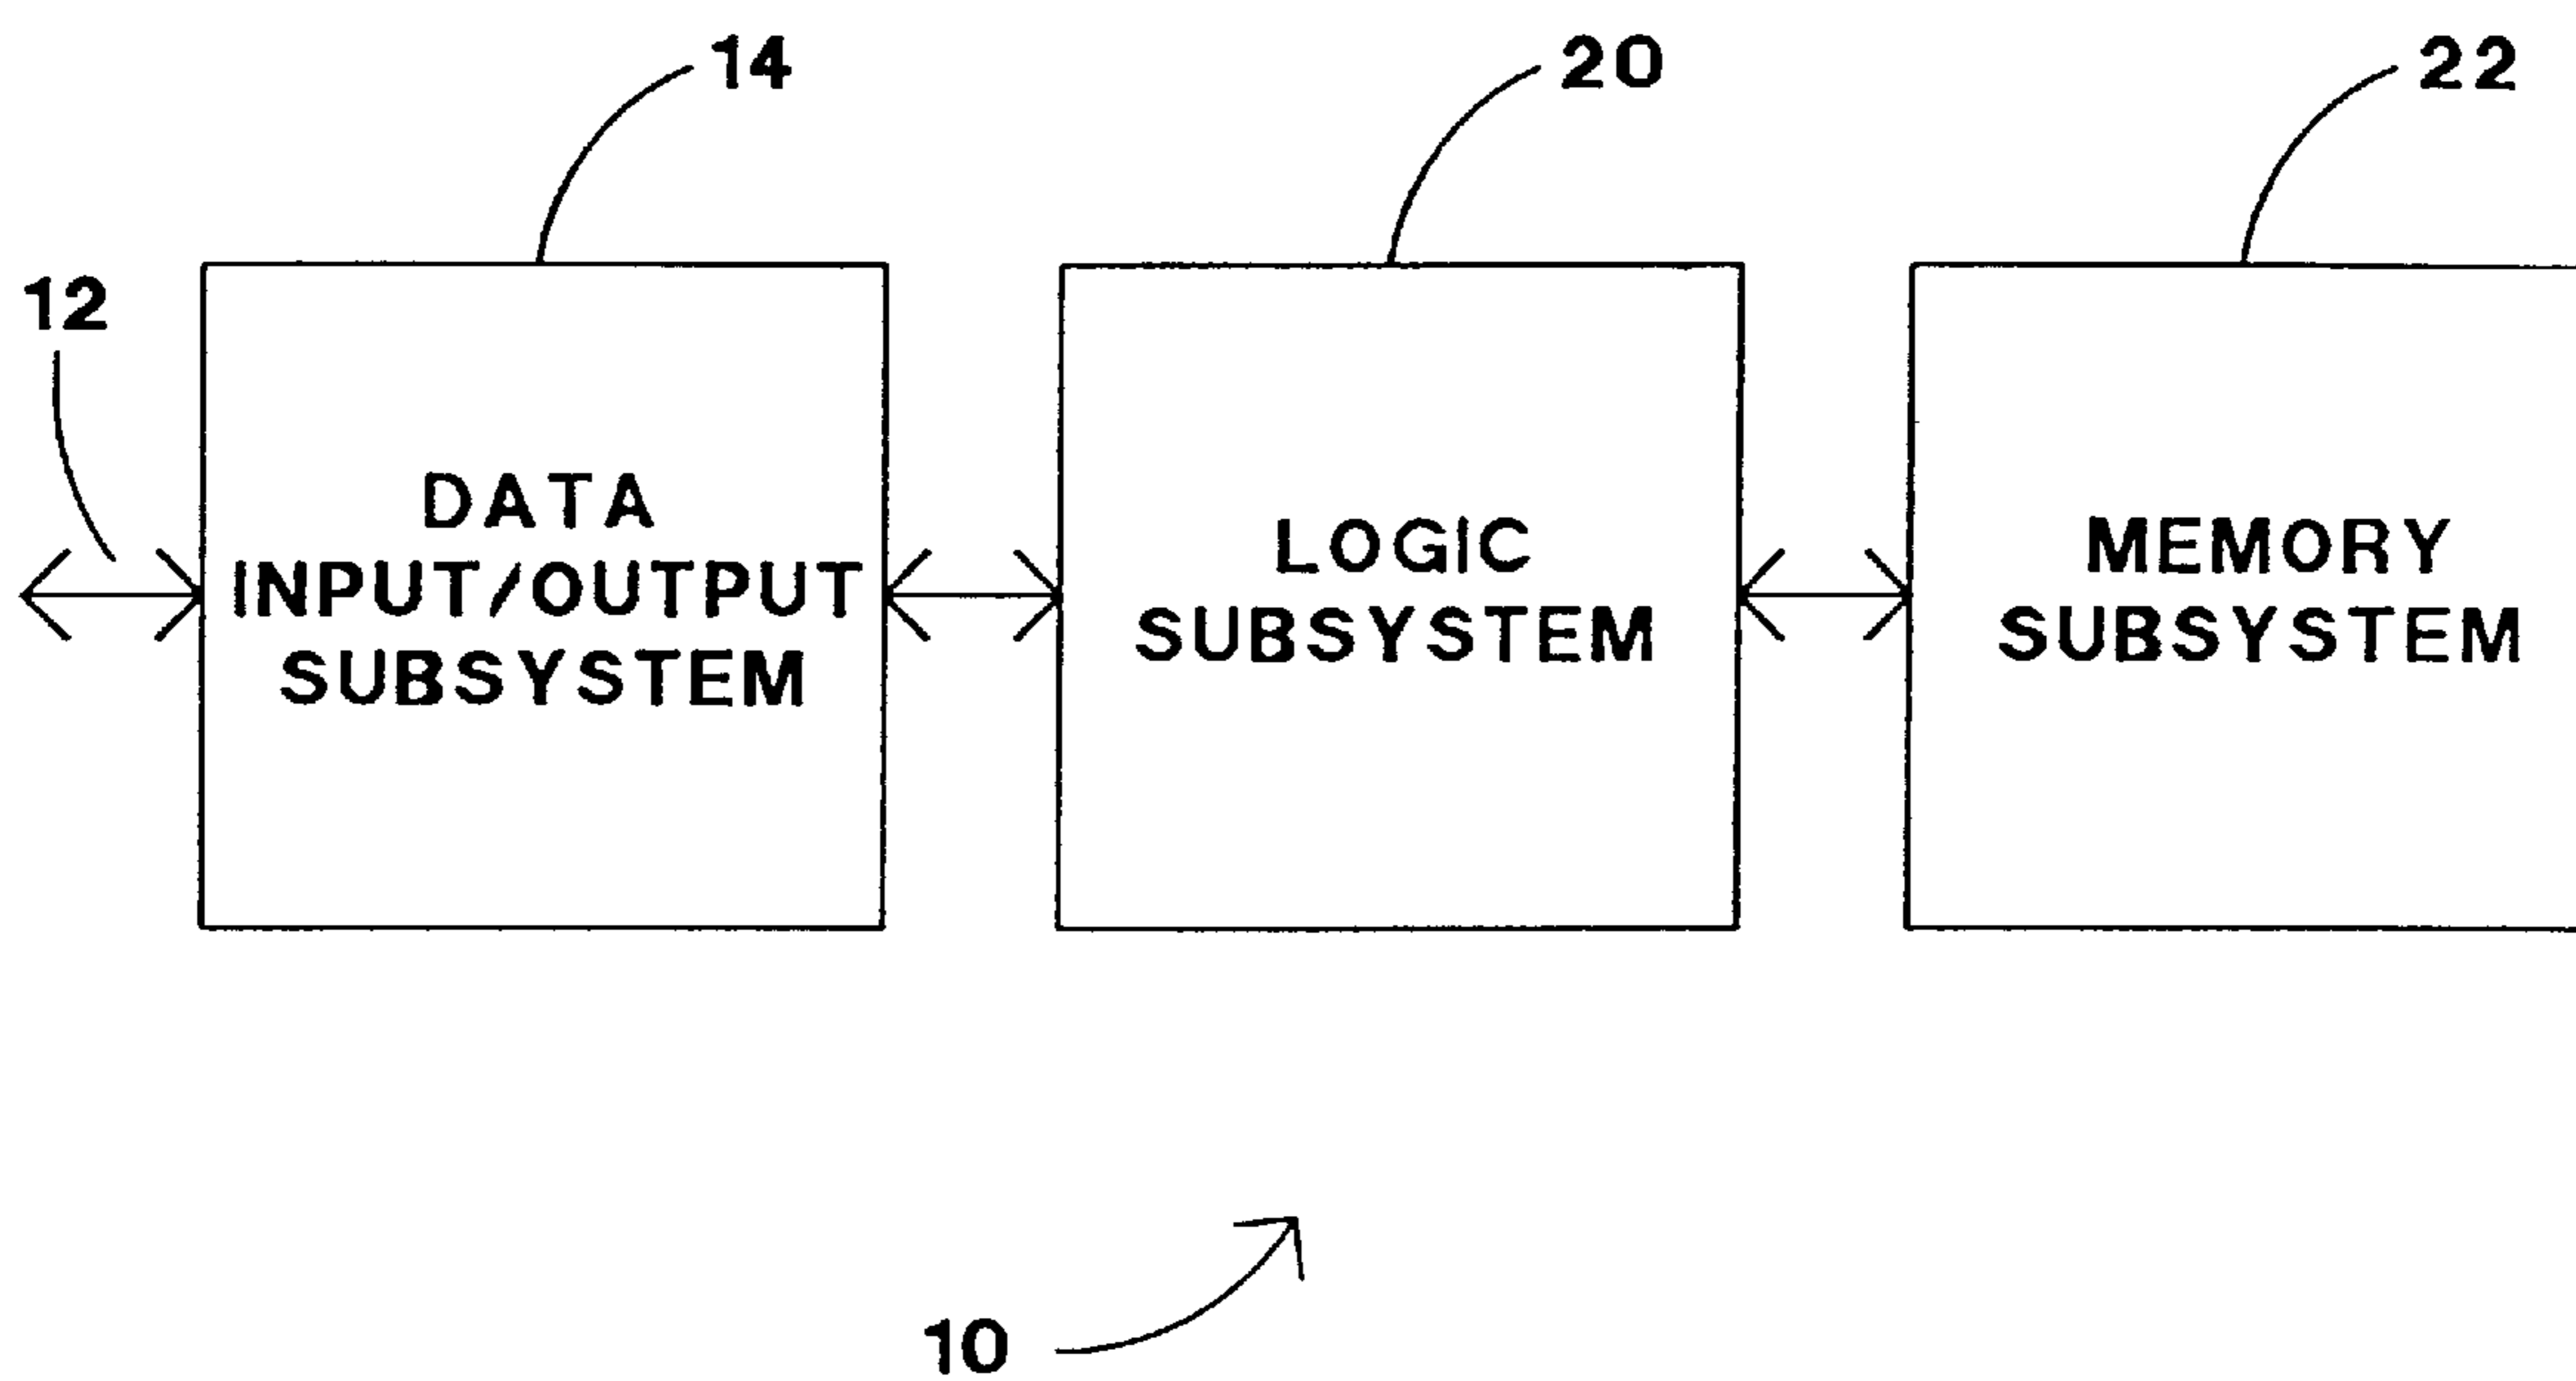 14
20
22
12
DATA
INPUT/OUTPUT
SUBSYSTEM
LOGIC
SUBSYSTEM
MEMORY
SUBSYSTEM
10